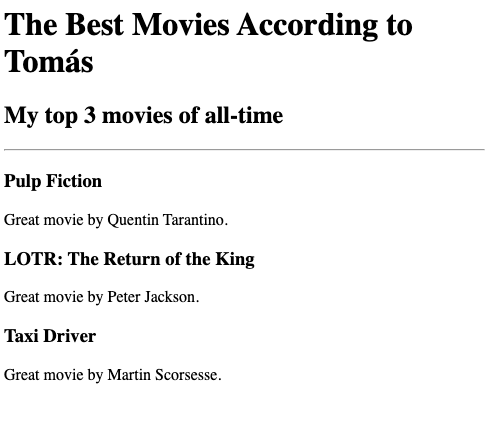 The Best Movies According to
Tomás
My top 3 movies of all-time
Pulp Fiction
Great movie by Quentin Tarantino.
LOTR: The Return of the King
Great movie by Peter Jackson.
Taxi Driver
Great movie by Martin Scorsesse.